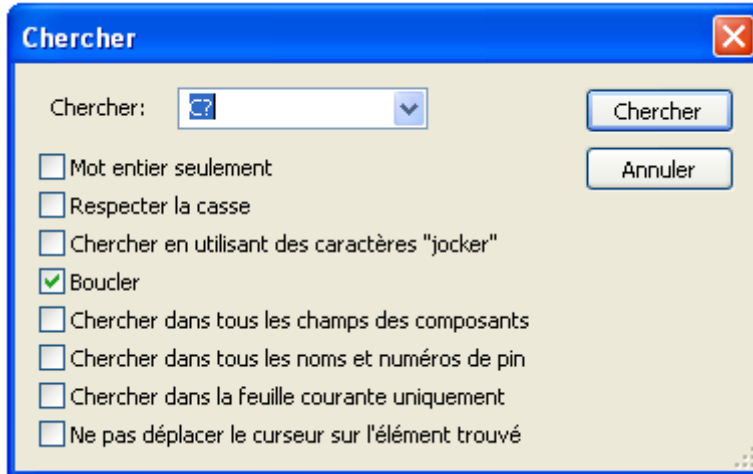 Chercher
Chercher: C? Chercher
Annuler
Mot entier seulement
Respecter la casse
Chercher en utilisant des caractères "jocker"
Boucler
Chercher dans tous les champs des composants
Chercher dans tous les noms et numéros de pin
Chercher dans la feuille courante uniquement
Ne pas déplacer le curseur sur l'élément trouvé